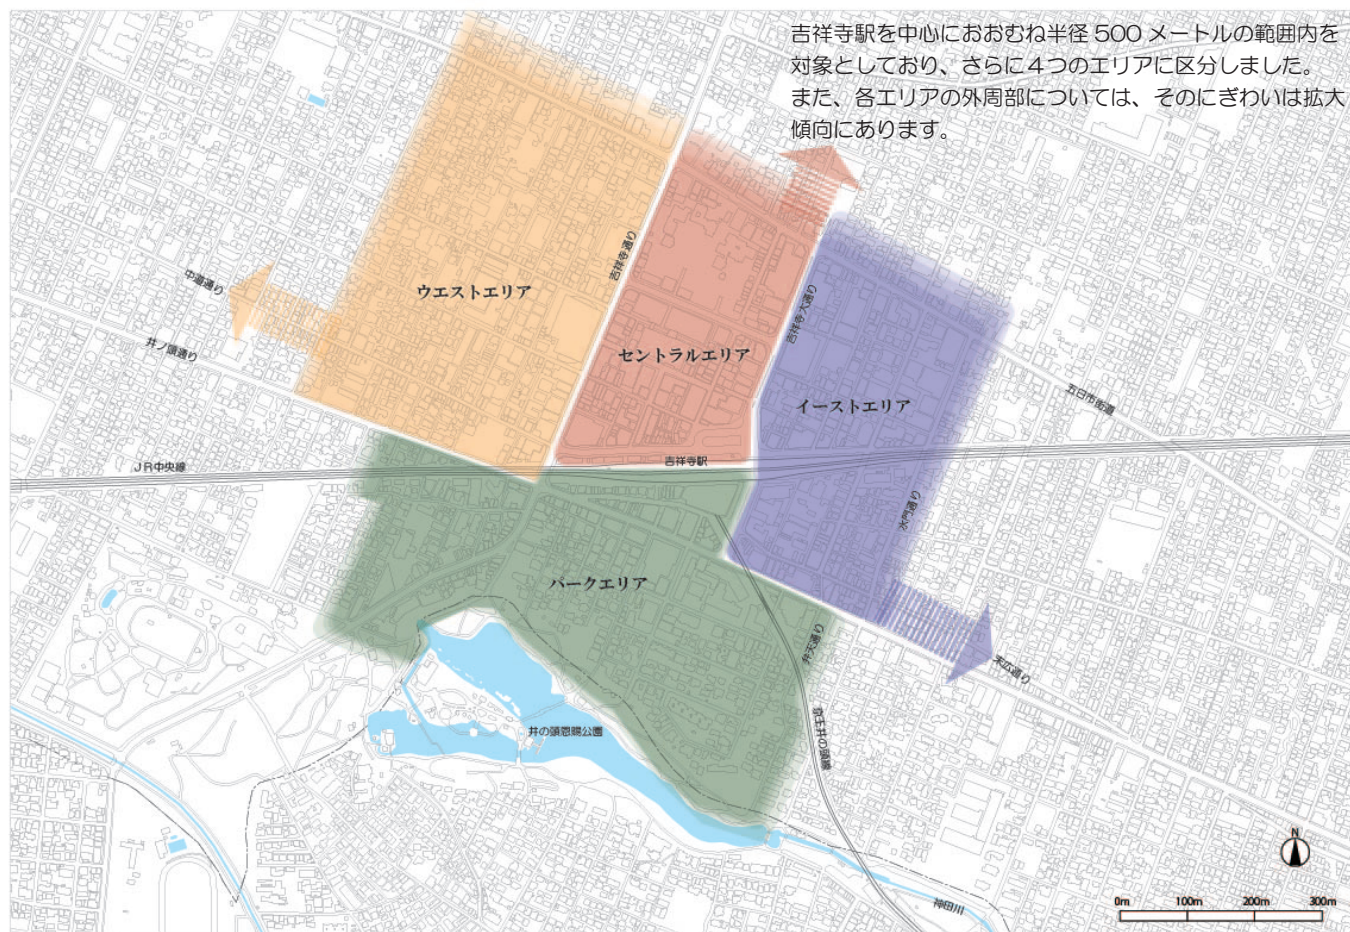 吉祥寺駅を中心におおむね半径 500 メートルの範囲内を
対象としており、さらに4つのエリアに区分しました。
また、各エリアの外周部については、そのにぎわいは拡大
傾向にあります。
吉祥寺通り
中道通り
ウエストエリア
吉祥寺大通り
井ノ頭通り
セントラルエリア
イーストエリア
五日市街道
JR中央線
吉祥寺駅
水門通り
パークエリア
弁天通り
末広通り
井の頭恩賜公園
京王井の頭線
神田川
N
0m 100m 200m 300m